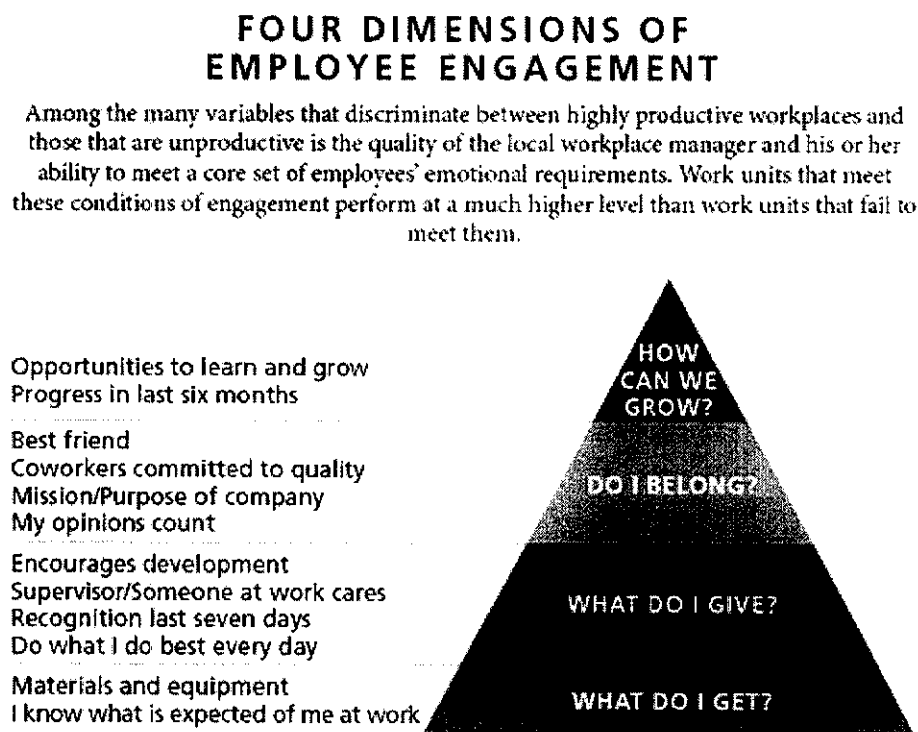 FOUR DIMENSIONS OF
EMPLOYEE ENGAGEMENT
Among the many variables that discriminate between highly productive workplaces and
those that are unproductive is the quality of the local workplace manager and his or her
ability to meet a core set of employees' emotional requirements. Work units that meet
these conditions of engagement perform at a much higher level than work units that fail to
meet them.
HOW
CAN WE
GROW?
Opportunities to learn and grow
Progress in last six months
DO I BELONG?
Best friend
Coworkers committed to quality
Mission/Purpose of company
My opinions count
WHAT DO I GIVE?
Encourages development
Supervisor/Someone at work cares
Recognition last seven days
Do what I do best every day
WHAT DO I GET?
Materials and equipment
I know what is expected of me at work